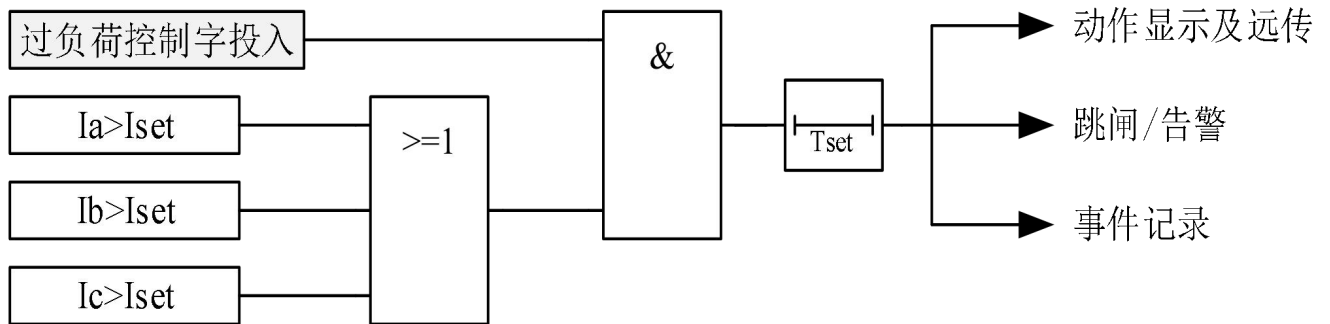 过负荷控制字投入
Ia>Iset
Ib>Iset
Ic>Iset
>=1
&
Tset
动作显示及远传
跳闸/告警
事件记录